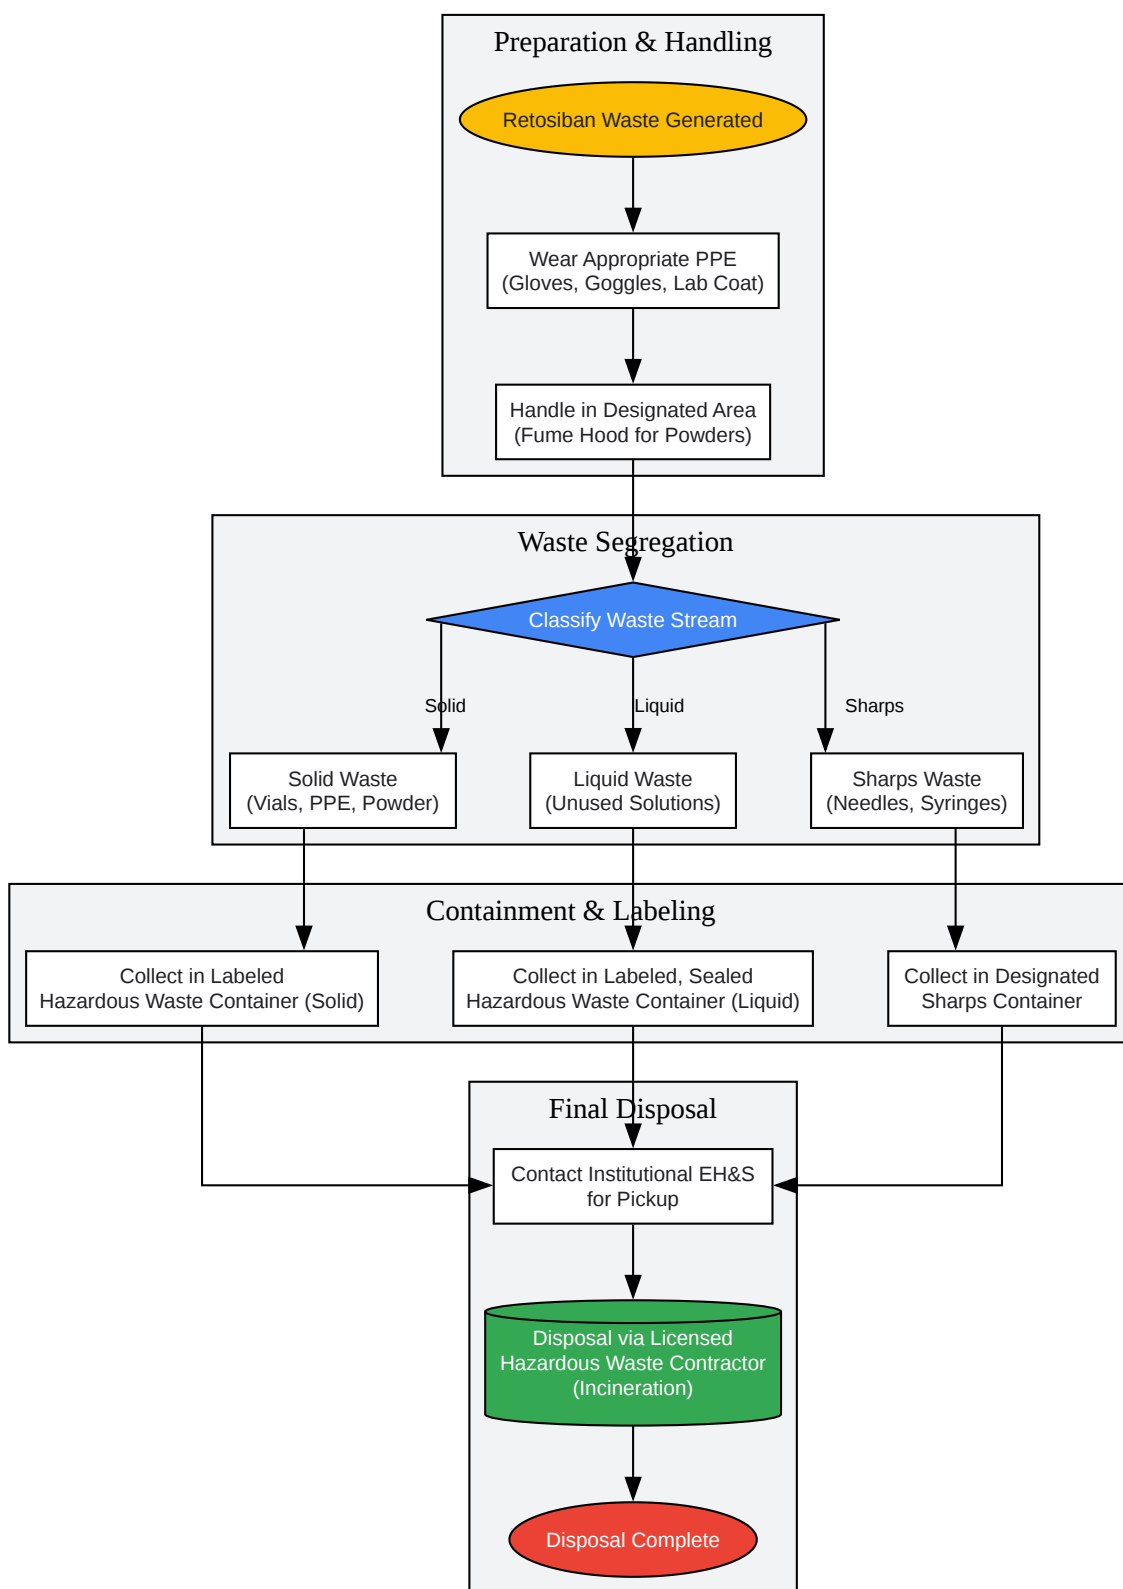 Preparation & Handling
Retosiban Waste Generated
Wear Appropriate PPE
(Gloves, Goggles, Lab Coat)
Handle in Designated Area
(Fume Hood for Powders)
Waste Segregation
Classify Waste Stream
Solid
Liquid
Sharps
Solid Waste
(Vials, PPE, Powder)
Liquid Waste
(Unused Solutions)
Sharps Waste
(Needles, Syringes)
Containment & Labeling
Collect in Labeled
Hazardous Waste Container (Solid)
Collect in Labeled, Sealed
Hazardous Waste Container (Liquid)
Collect in Designated
Sharps Container
Final Disposal
Contact Institutional EH&S
for Pickup
Disposal via Licensed
Hazardous Waste Contractor
(Incineration)
Disposal Complete